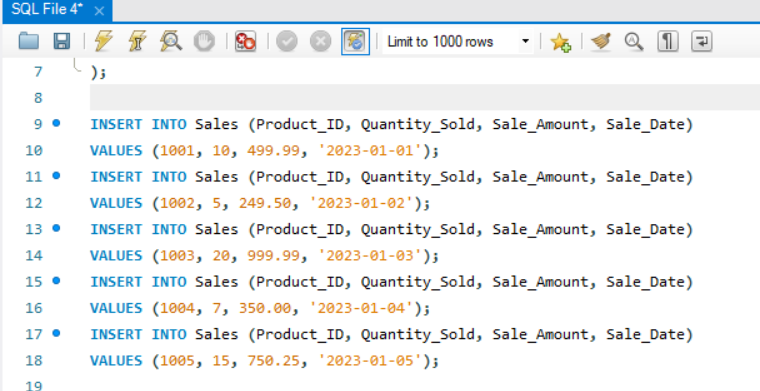 SQL File 4*
Limit to 1000 rows
7 );
8
9 INSERT INTO Sales (Product_ID, Quantity_Sold, Sale_Amount, Sale_Date)
10 VALUES (1001, 10, 499.99, '2023-01-01');
11 INSERT INTO Sales (Product_ID, Quantity_Sold, Sale_Amount, Sale_Date)
12 VALUES (1002, 5, 249.50, '2023-01-02');
13 INSERT INTO Sales (Product_ID, Quantity_Sold, Sale_Amount, Sale_Date)
14 VALUES (1003, 20, 999.99, '2023-01-03');
15 INSERT INTO Sales (Product_ID, Quantity_Sold, Sale_Amount, Sale_Date)
16 VALUES (1004, 7, 350.00, '2023-01-04');
17 INSERT INTO Sales (Product_ID, Quantity_Sold, Sale_Amount, Sale_Date)
18 VALUES (1005, 15, 750.25, '2023-01-05');
19